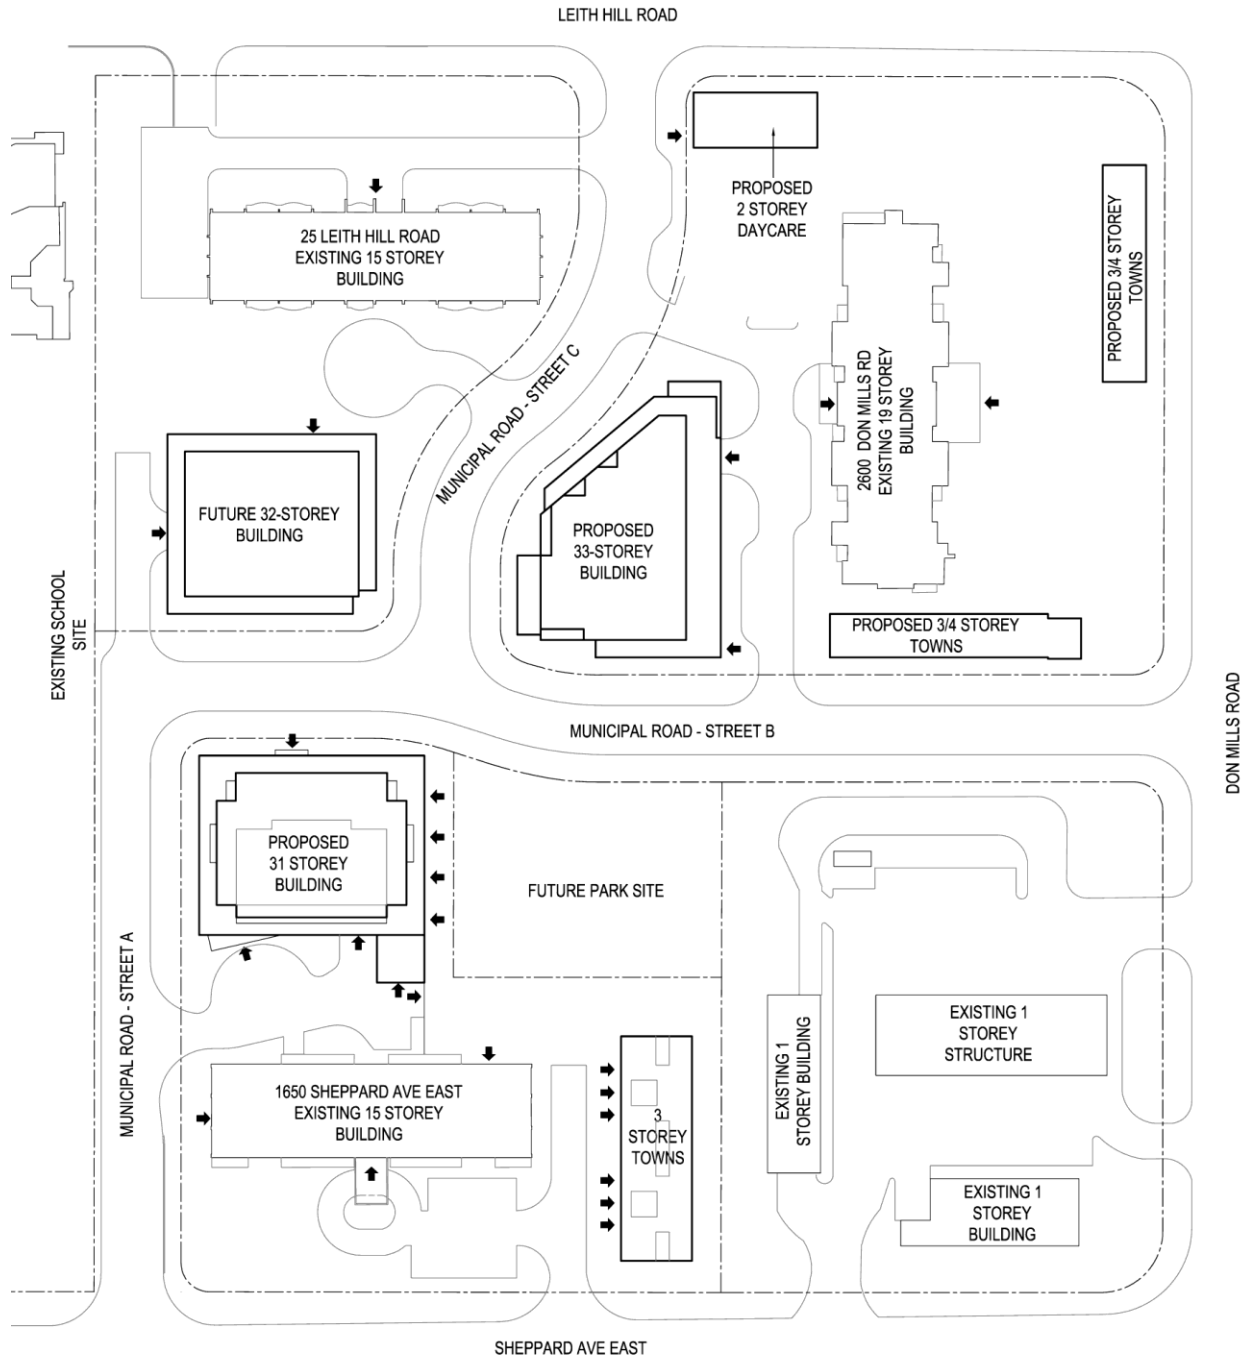 LEITH HILL ROAD
PROPOSED
2 STOREY
DAYCARE
25 LEITH HILL ROAD
EXISTING 15 STOREY
BUILDING
PROPOSED 3/4 STOREY
TOWNS
MUNICIPAL ROAD - STREET C
2600 DON MILLS RD
EXISTING 19 STOREY
BUILDING
FUTURE 32-STOREY
BUILDING
PROPOSED
33-STOREY
BUILDING
EXISTING SCHOOL
SITE
PROPOSED 3/4 STOREY
TOWNS
DON MILLS ROAD
MUNICIPAL ROAD - STREET B
PROPOSED
31 STOREY
BUILDING
FUTURE PARK SITE
MUNICIPAL ROAD - STREET A
EXISTING 1
STOREY BUILDING
EXISTING 1
STOREY
STRUCTURE
1650 SHEPPARD AVE EAST
EXISTING 15 STOREY
BUILDING
3
STOREY
TOWNS
EXISTING 1
STOREY
BUILDING
SHEPPARD AVE EAST